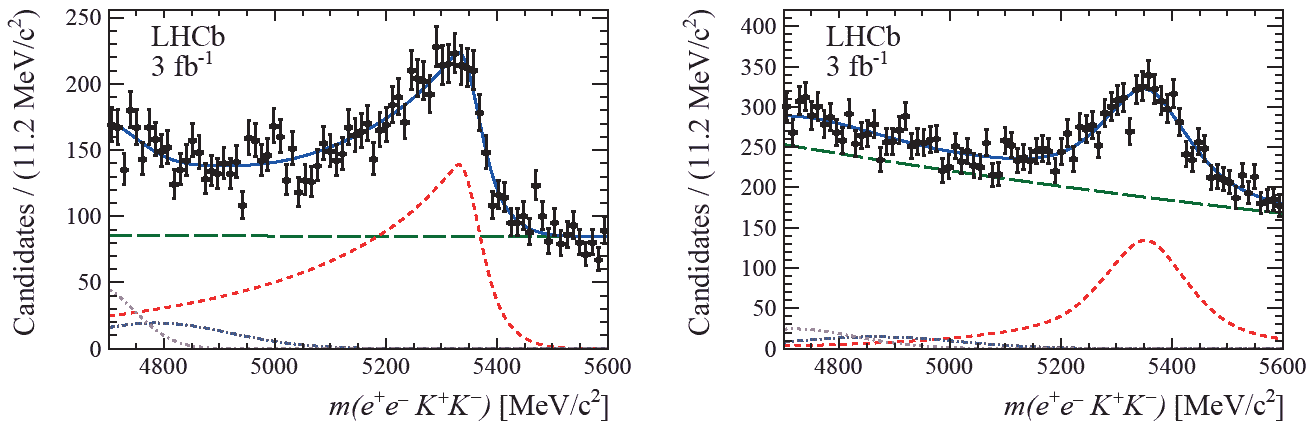 Candidates / (11.2 MeV/c²)
250
200
150
100
50
0
LHCb
3 fb⁻¹
4800 5000 5200 5400 5600
m(e⁺e⁻ K⁺K⁻) [MeV/c²]
Candidates / (11.2 MeV/c²)
400
350
300
250
200
150
100
50
0
LHCb
3 fb⁻¹
4800 5000 5200 5400 5600
m(e⁺e⁻ K⁺K⁻) [MeV/c²]